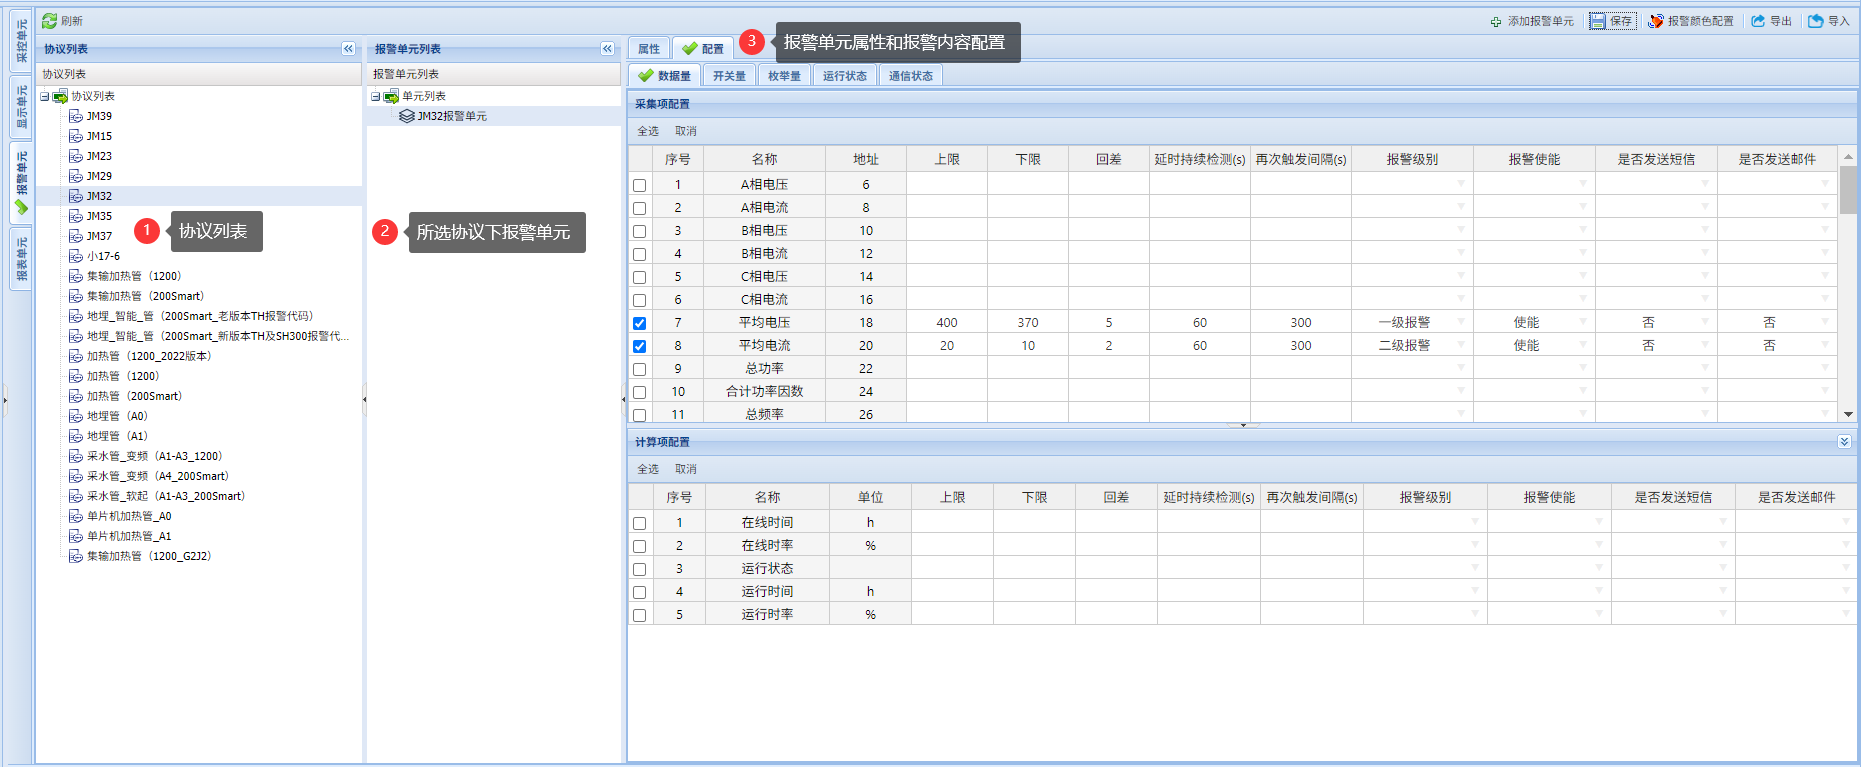 刷新
添加报警单元 保存 报警颜色配置 导出 导入
采控单元
显示单元
报警单元
报表单元
协议列表
协议列表
协议列表
JM39
JM15
JM23
JM29
JM32
JM35
JM37
小17-6
集输加热管（1200）
集输加热管（200Smart）
地埋_智能_管（200Smart_老版本TH报警代码）
地埋_智能_管（200Smart_新版本TH及SH300报警代...
加热管（1200_2022版本）
加热管（1200）
加热管（200Smart）
地埋管（A0）
地埋管（A1）
采水管_变频（A1-A3_1200）
采水管_变频（A4_200Smart）
采水管_软起（A1-A3_200Smart）
单片机加热管_A0
单片机加热管_A1
集输加热管（1200_G2J2）
1 协议列表
报警单元列表
报警单元列表
单元列表
JM32报警单元
2 所选协议下报警单元
属性 配置
3 报警单元属性和报警内容配置
数据量 开关量 枚举量 运行状态 通信状态
采集项配置
全选 取消
序号 名称 地址 上限 下限 回差 延时持续检测(s) 再次触发间隔(s) 报警级别 报警使能 是否发送短信 是否发送邮件
1 A相电压 6
2 A相电流 8
3 B相电压 10
4 B相电流 12
5 C相电压 14
6 C相电流 16
7 平均电压 18 400 370 5 60 300 一级报警 使能 否 否
8 平均电流 20 20 10 2 60 300 二级报警 使能 否 否
9 总功率 22
10 合计功率因数 24
11 总频率 26
计算项配置
全选 取消
序号 名称 单位 上限 下限 回差 延时持续检测(s) 再次触发间隔(s) 报警级别 报警使能 是否发送短信 是否发送邮件
1 在线时间 h
2 在线时率 %
3 运行状态
4 运行时间 h
5 运行时率 %